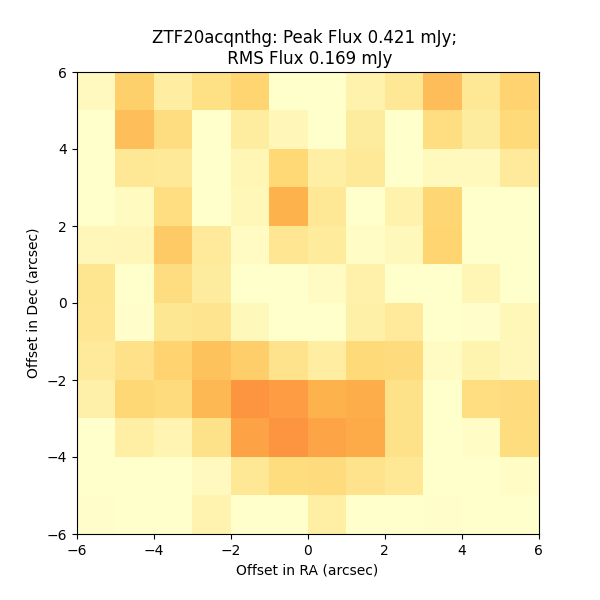 ZTF20acqnthg: Peak Flux 0.421 mJy;
RMS Flux 0.169 mJy
6
4
2
0
−2
−4
−6
Offset in Dec (arcsec)
−6 −4 −2 0 2 4 6
Offset in RA (arcsec)